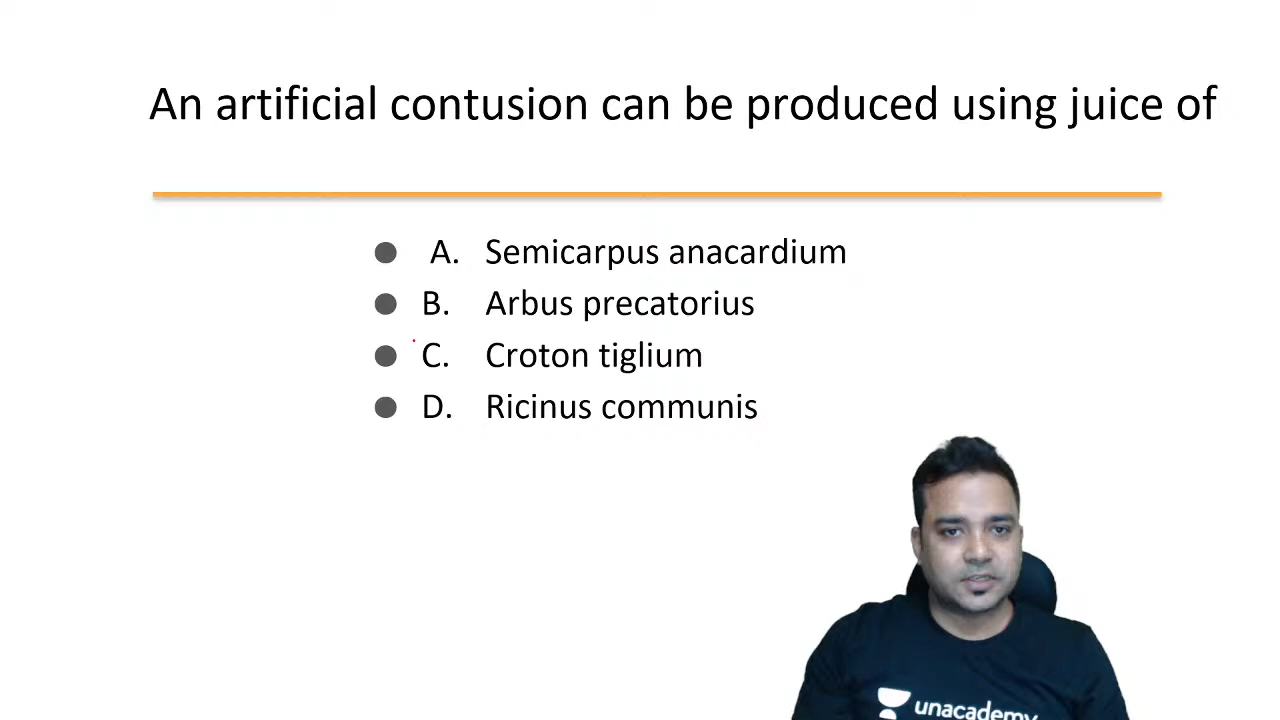 An artificial contusion can be produced using juice of
A. Semicarpus anacardium
B. Arbus precatorius
C. Croton tiglium
D. Ricinus communis
unacademy